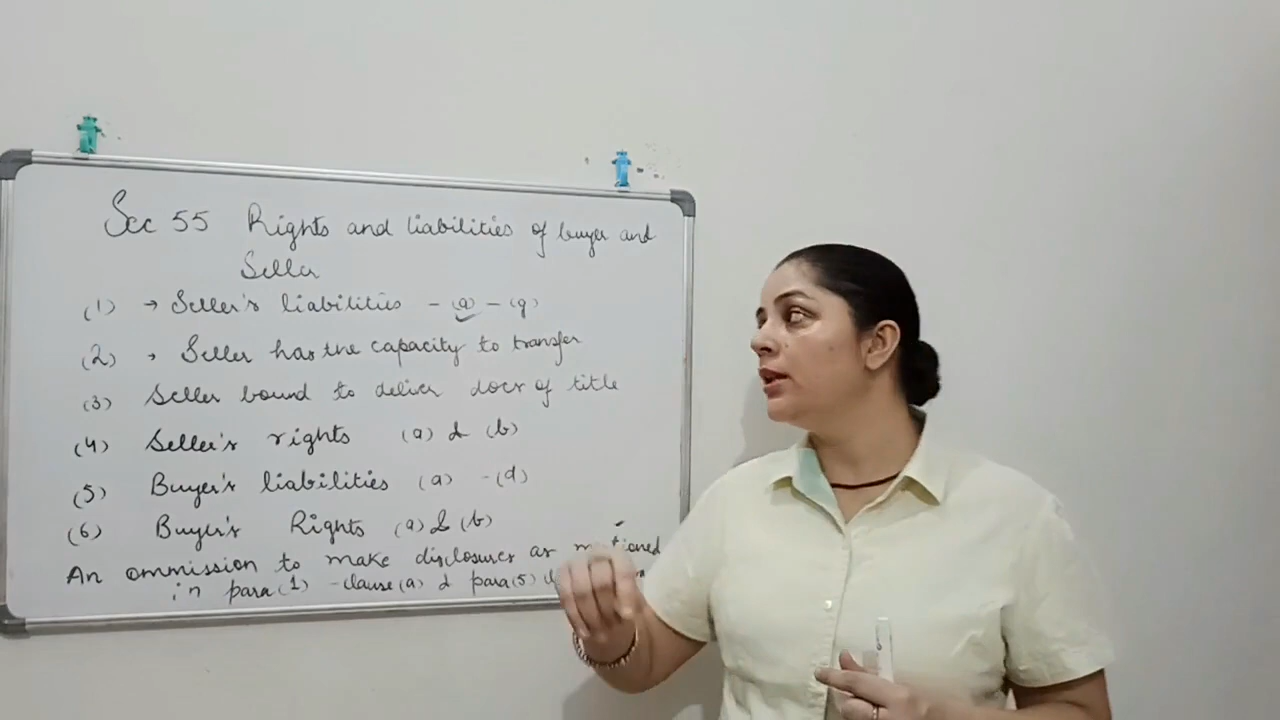 Sec 55 Rights and liabilities of buyer and
Seller
(1) → Seller's liabilities - (a) - (g)
(2) → Seller has the capacity to transfer
(3) Seller bound to deliver docs of title
(4) Seller's rights (a) & (b)
(5) Buyer's liabilities (a) - (d)
(6) Buyer's Rights (a) & (b)
An ommission to make disclosures as
in para (1) - clause (a) & para (5)